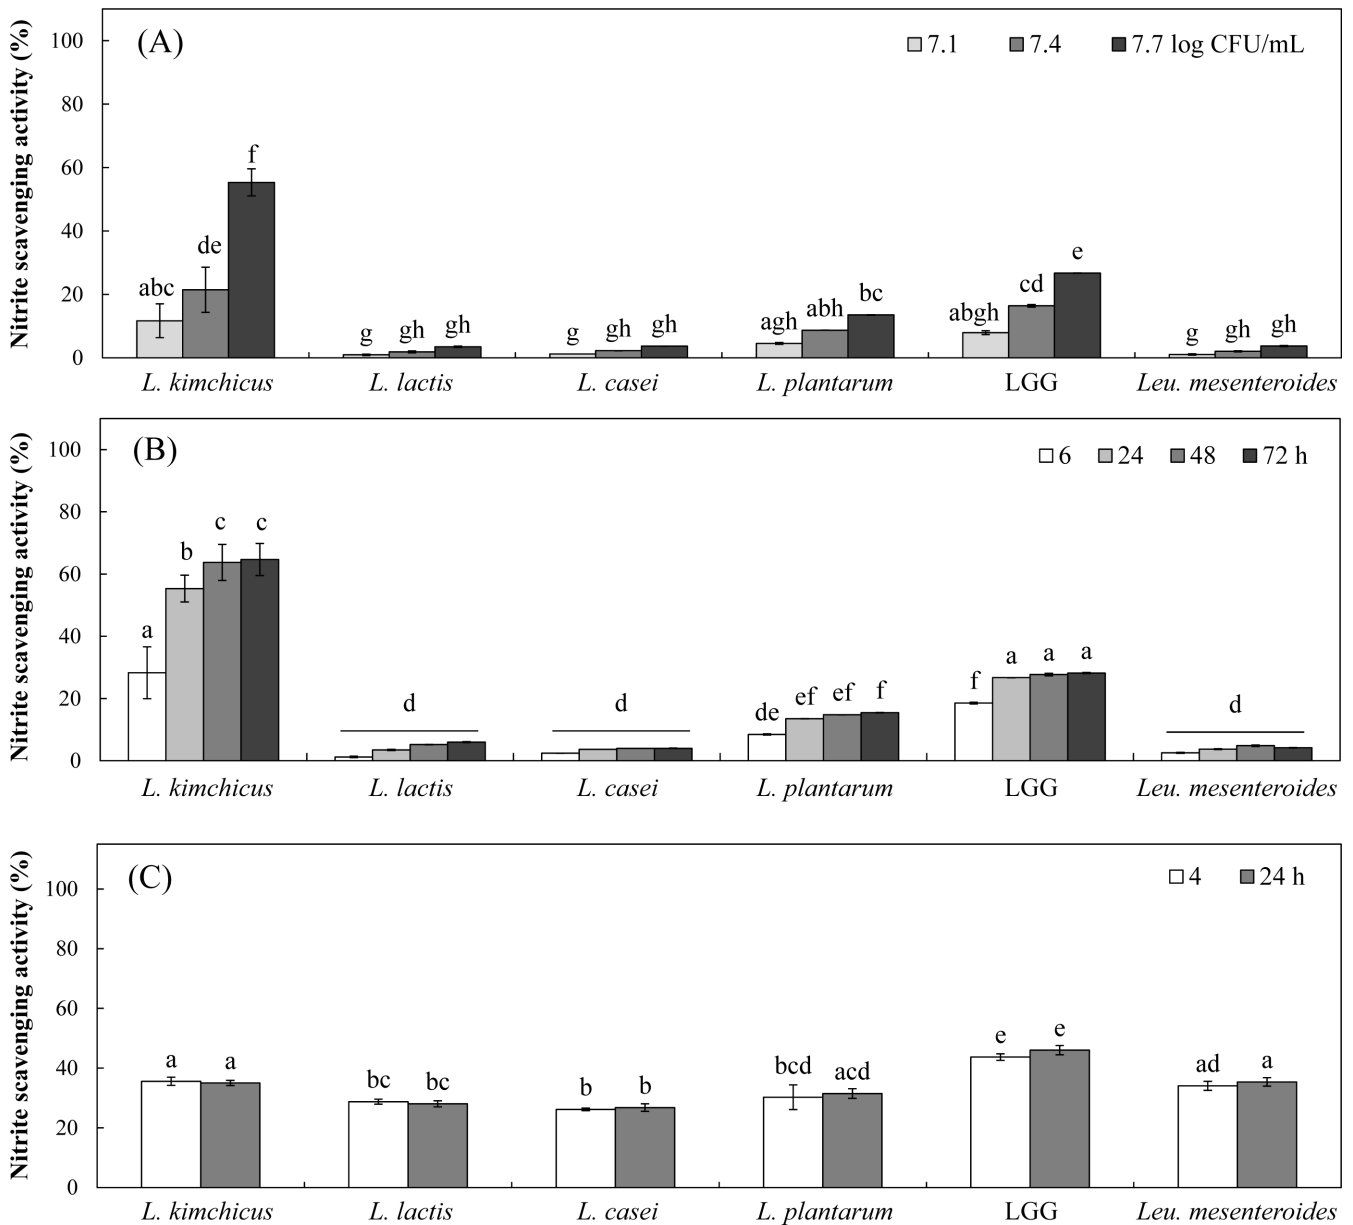 Nitrite scavenging activity (%)
(A)
7.1 7.4 7.7 log CFU/mL
100
80
60
40
20
0
abc de f
g gh gh
g gh gh
agh abh bc
abgh cd e
g gh gh
L. kimchicus L. lactis L. casei L. plantarum LGG Leu. mesenteroides
Nitrite scavenging activity (%)
(B)
6 24 48 72 h
100
80
60
40
20
0
a b c c
d
d
de ef ef f
f a a a
d
L. kimchicus L. lactis L. casei L. plantarum LGG Leu. mesenteroides
Nitrite scavenging activity (%)
(C)
4 24 h
100
80
60
40
20
0
a a
bc bc
b b
bcd acd
e e
ad a
L. kimchicus L. lactis L. casei L. plantarum LGG Leu. mesenteroides